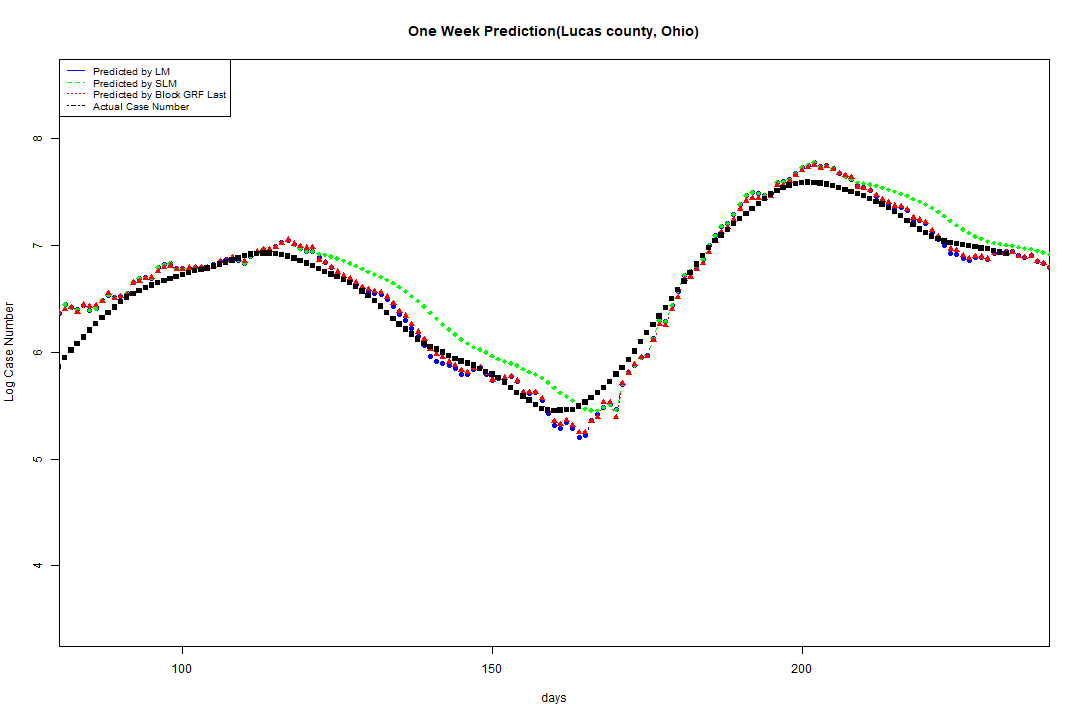 One Week Prediction(Lucas county, Ohio)
Predicted by LM
Predicted by SLM
Predicted by Block GRF Last
Actual Case Number
8
7
6
5
4
Log Case Number
100 150 200
days